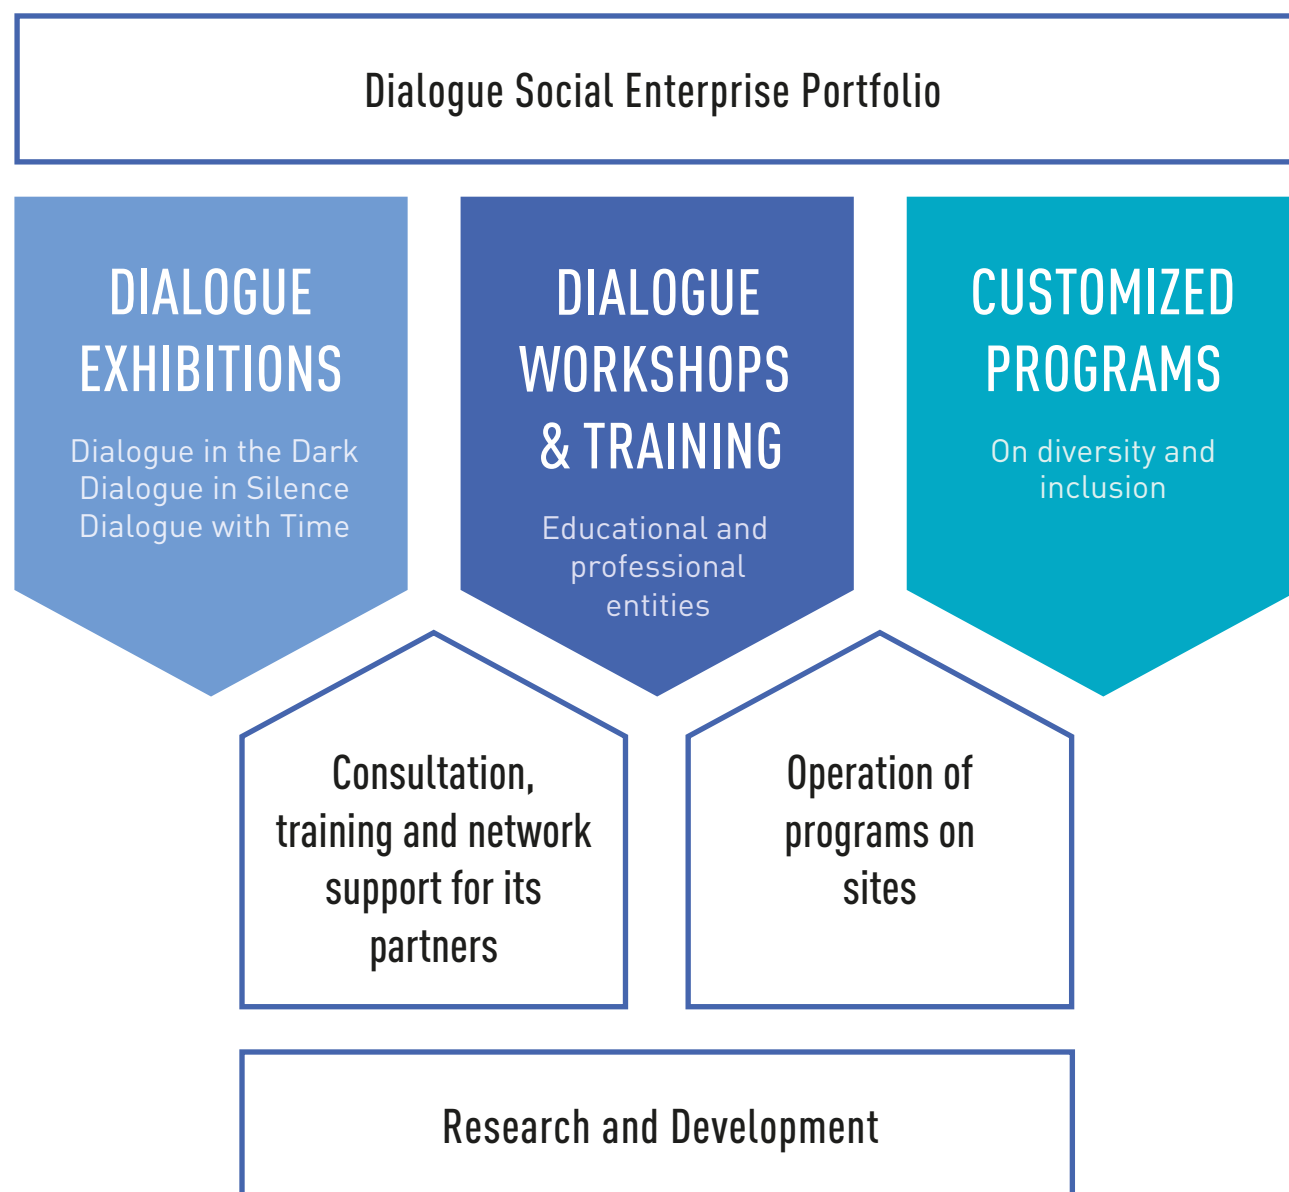 Dialogue Social Enterprise Portfolio
DIALOGUE
EXHIBITIONS
Dialogue in the Dark
Dialogue in Silence
Dialogue with Time
DIALOGUE
WORKSHOPS
& TRAINING
Educational and
professional
entities
CUSTOMIZED
PROGRAMS
On diversity and
inclusion
Consultation,
training and network
support for its
partners
Operation of
programs on
sites
Research and Development